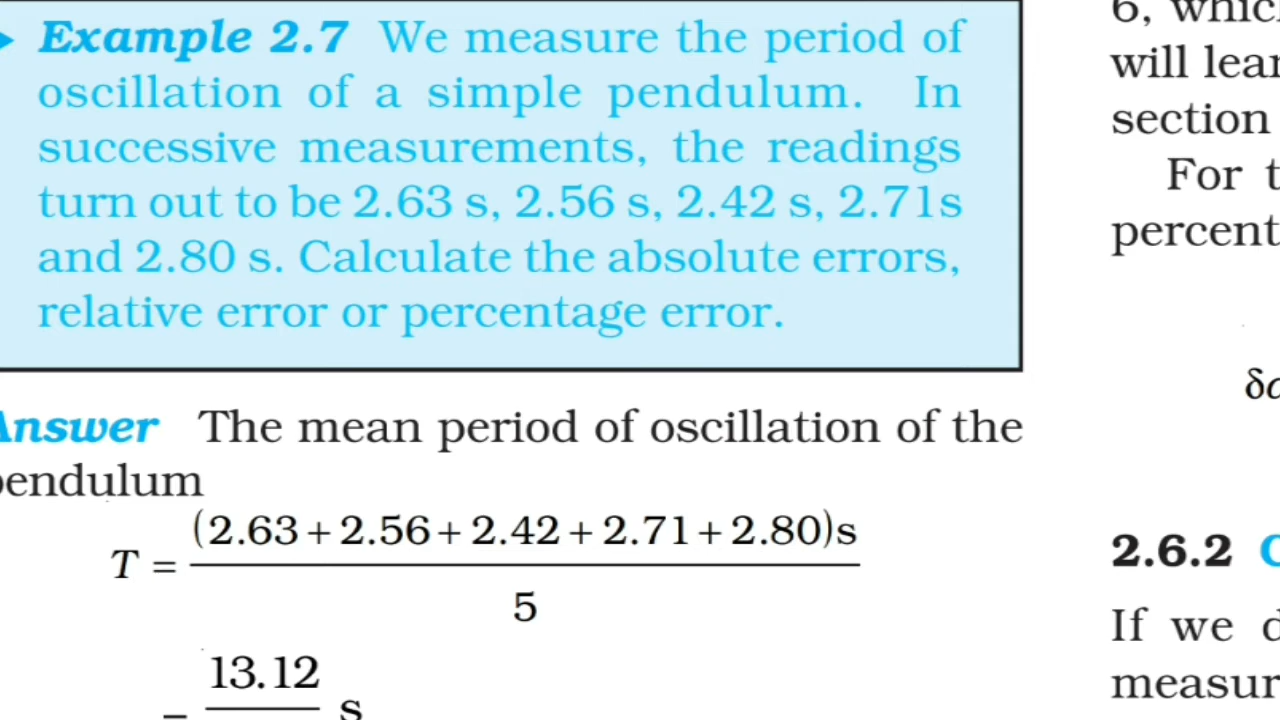 Example 2.7 We measure the period of
oscillation of a simple pendulum. In
successive measurements, the readings
turn out to be 2.63 s, 2.56 s, 2.42 s, 2.71s
and 2.80 s. Calculate the absolute errors,
relative error or percentage error.
Answer The mean period of oscillation of the
pendulum
T = (2.63+2.56+2.42+2.71+2.80)s
5
13.12
s
6, which
will lear
section
For t
percent
2.6.2
If we d
measur